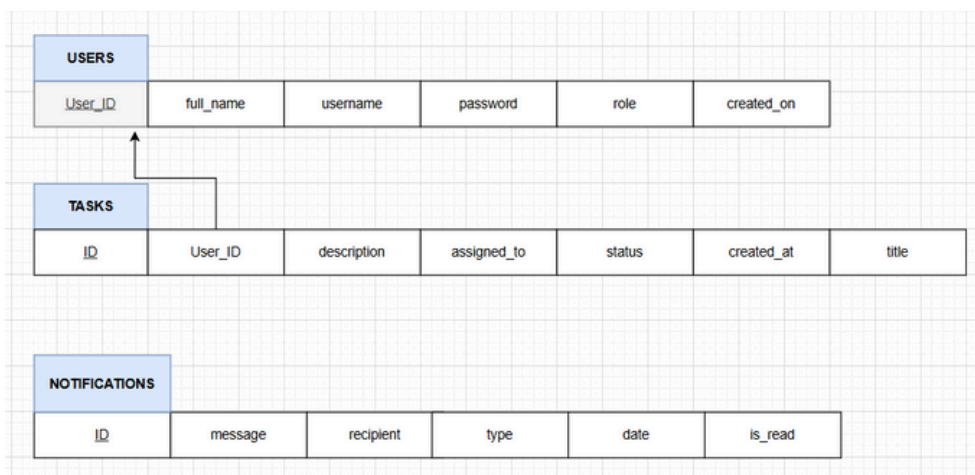 USERS
User_ID full_name username password role created_on
TASKS
ID User_ID description assigned_to status created_at title
NOTIFICATIONS
ID message recipient type date is_read